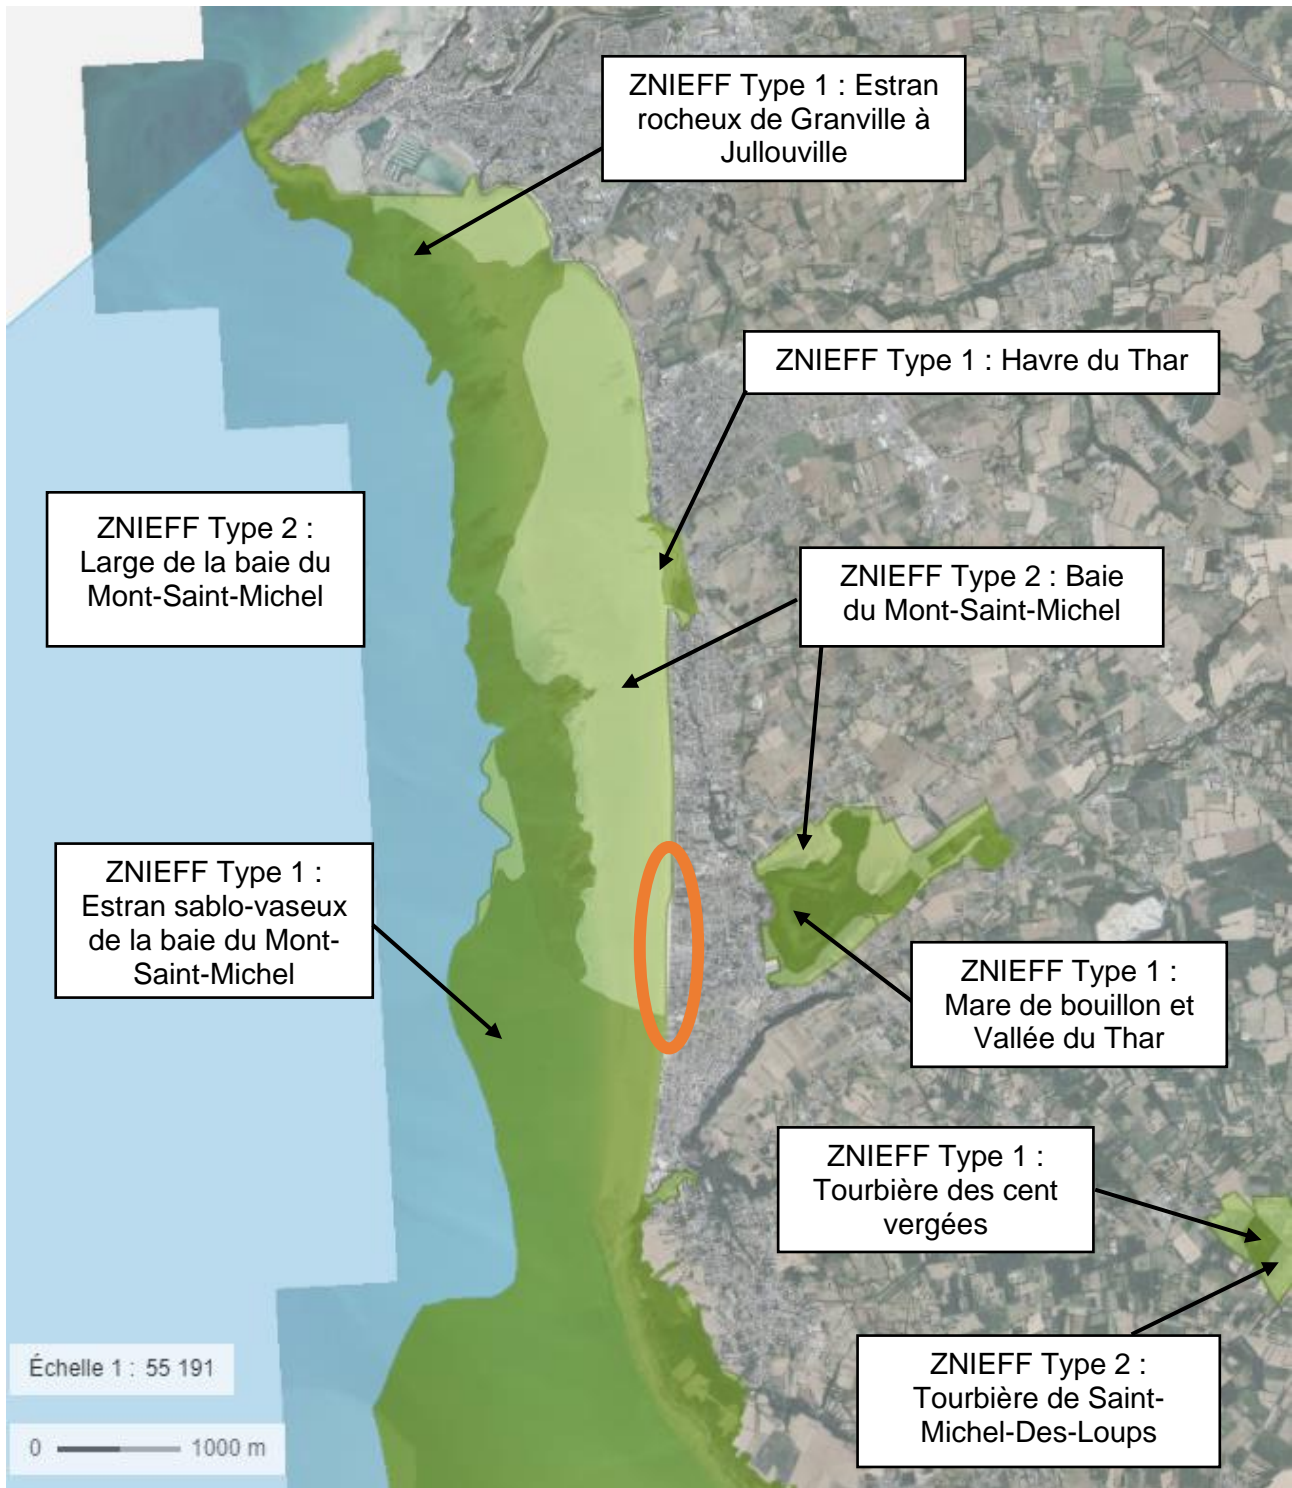 ZNIEFF Type 1 : Estran
rocheux de Granville à
Jullouville
ZNIEFF Type 1 : Havre du Thar
ZNIEFF Type 2 :
Large de la baie du
Mont-Saint-Michel
ZNIEFF Type 2 : Baie
du Mont-Saint-Michel
ZNIEFF Type 1 :
Estran sablo-vaseux
de la baie du Mont-
Saint-Michel
ZNIEFF Type 1 :
Mare de bouillon et
Vallée du Thar
ZNIEFF Type 1 :
Tourbière des cent
vergées
ZNIEFF Type 2 :
Tourbière de Saint-
Michel-Des-Loups
Échelle 1 : 55 191
0 1000 m